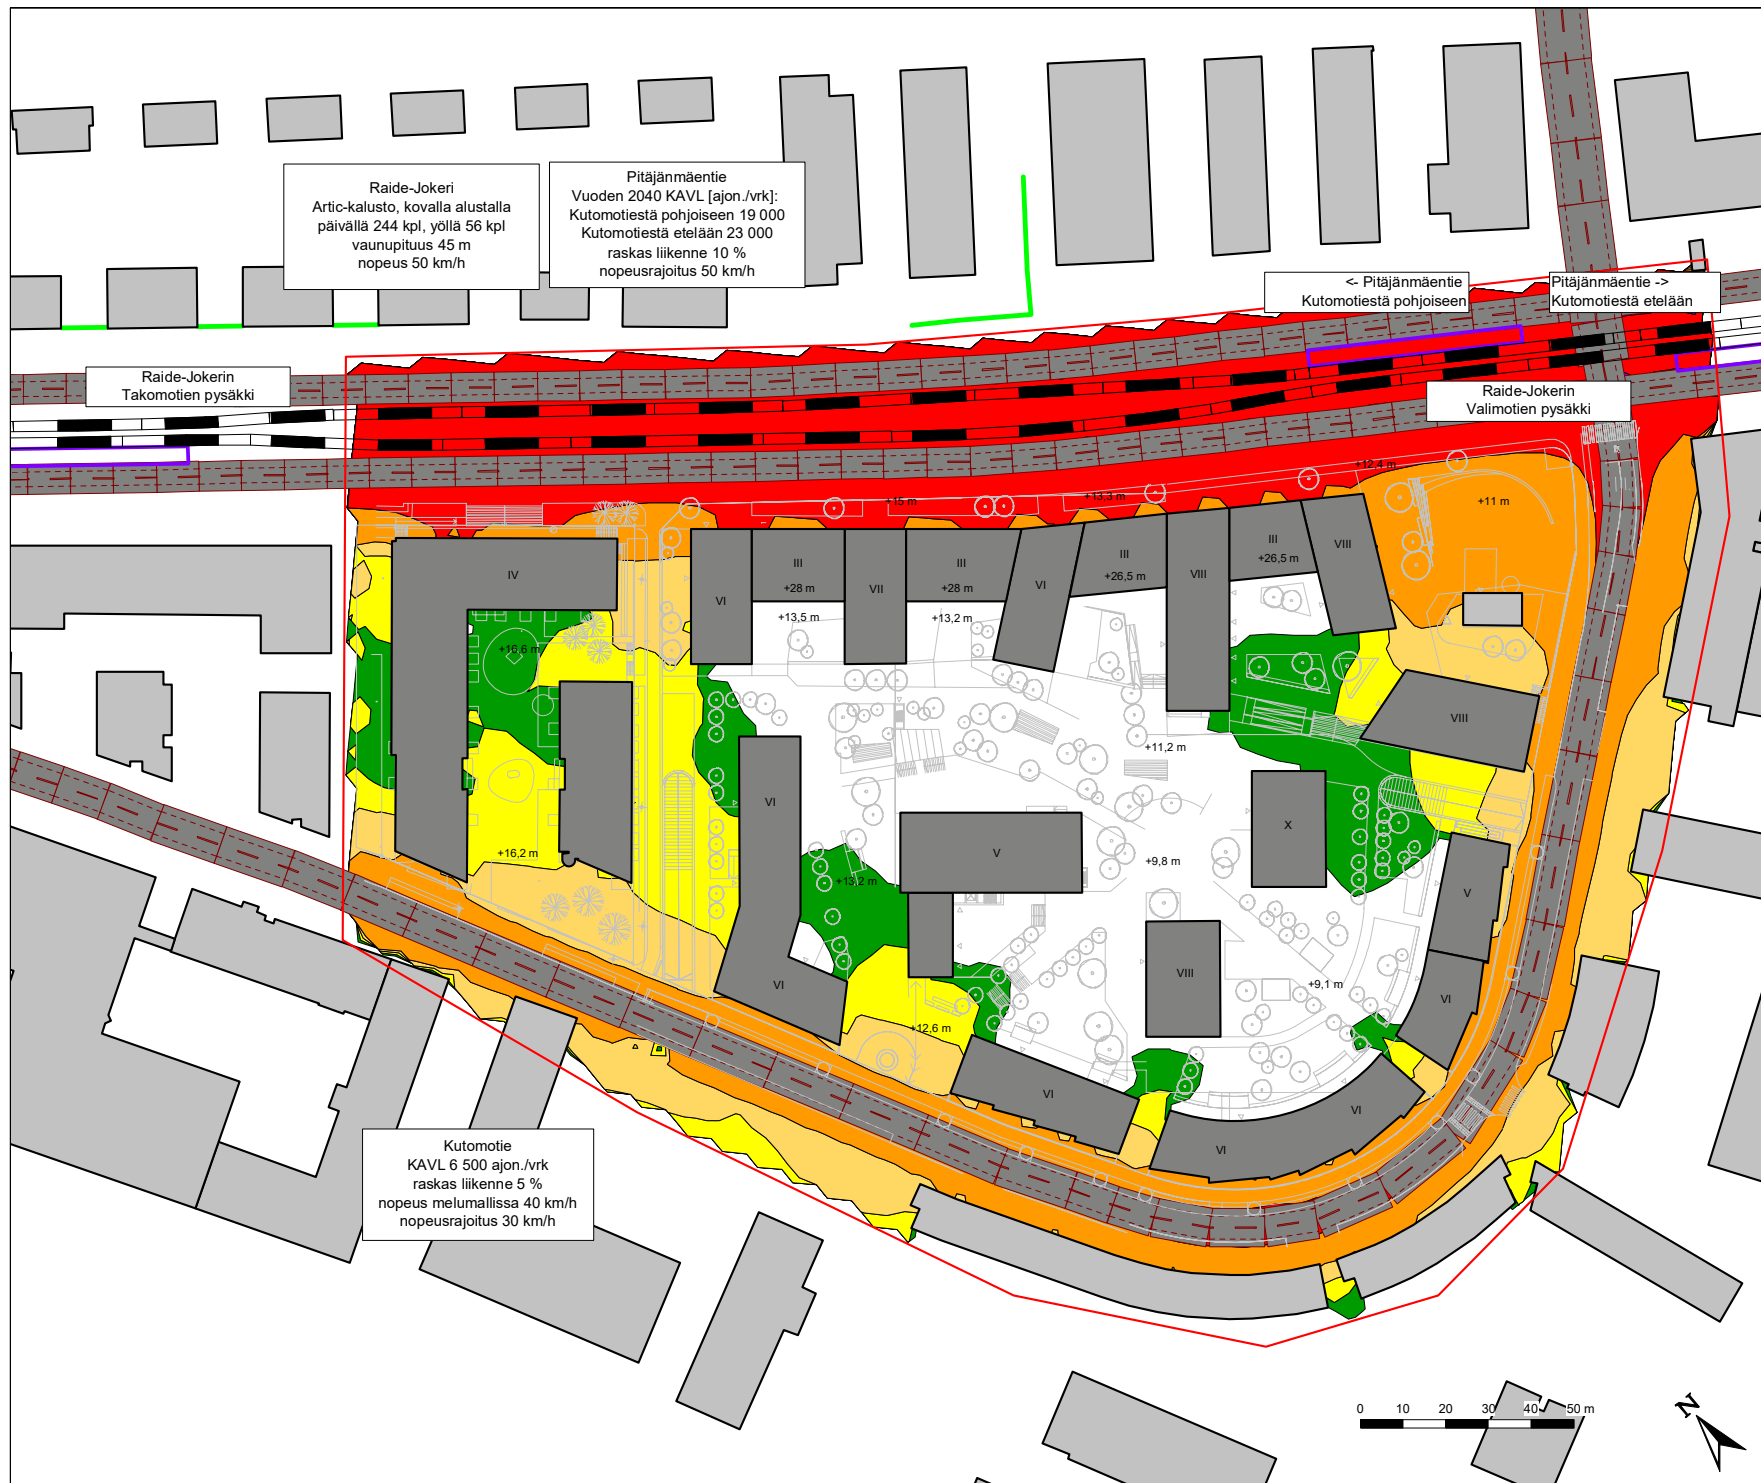 Raide-Jokeri
Artic-kalusto, kovalla alustalla
päivällä 244 kpl, yöllä 56 kpl
vaunupituus 45 m
nopeus 50 km/h
Pitäjänmäentie
Vuoden 2040 KAVL [ajon./vrk]:
Kutomotiestä pohjoiseen 19 000
Kutomotiestä etelään 23 000
raskas liikenne 10 %
nopeusrajoitus 50 km/h
<- Pitäjänmäentie
Kutomotiestä pohjoiseen
Pitäjänmäentie ->
Kutomotiestä etelään
Raide-Jokerin
Takomotien pysäkki
Raide-Jokerin
Valimotien pysäkki
+12,4 m
+15 m
+13,3 m
+11 m
IV
VI
III
+28 m
VII
III
+28 m
VI
III
+26,5 m
VIII
III
+26,5 m
VIII
+13,5 m
+13,2 m
+16,6 m
VIII
+11,2 m
VI
X
V
+16,2 m
+9,8 m
+13,2 m
V
VI
VIII
+9,1 m
VI
+12,6 m
VI
VI
VI
Kutomotie
KAVL 6 500 ajon./vrk
raskas liikenne 5 %
nopeus melumallissa 40 km/h
nopeusrajoitus 30 km/h
0 10 20 30 40 50 m
N